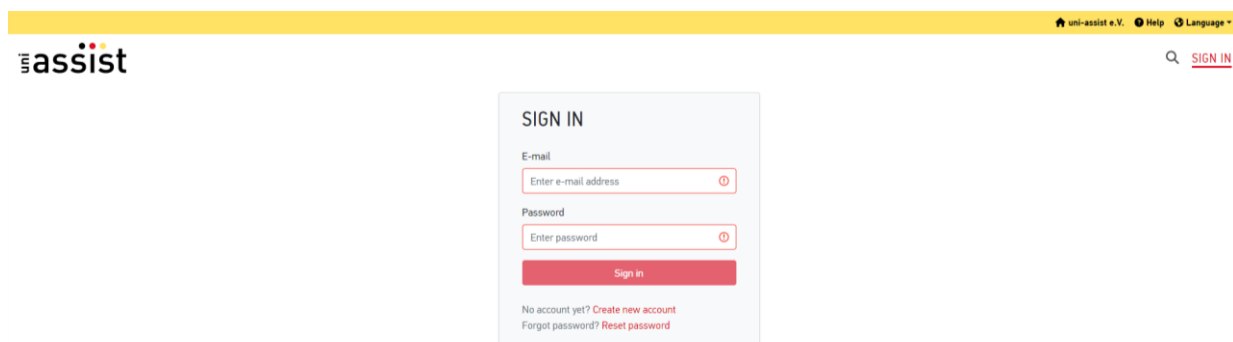 uni-assist e.V. Help Language
uni assist
SIGN IN
SIGN IN
E-mail
Enter e-mail address
Password
Enter password
Sign in
No account yet? Create new account
Forgot password? Reset password